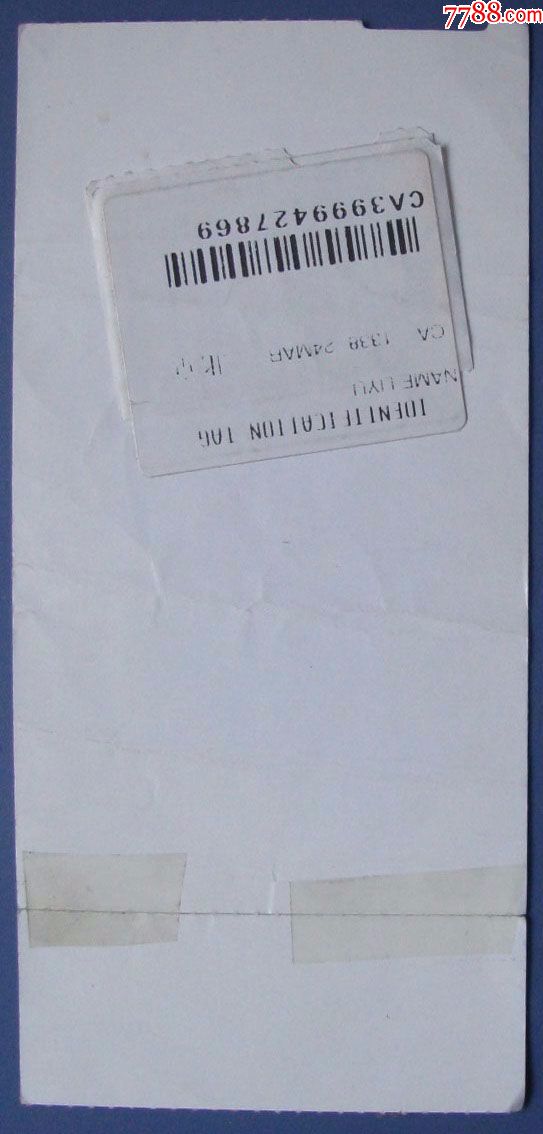 7788.com
IDENTIFICATION TAG
NAME LIYU
CA 1338 24MAR
CA3999427869